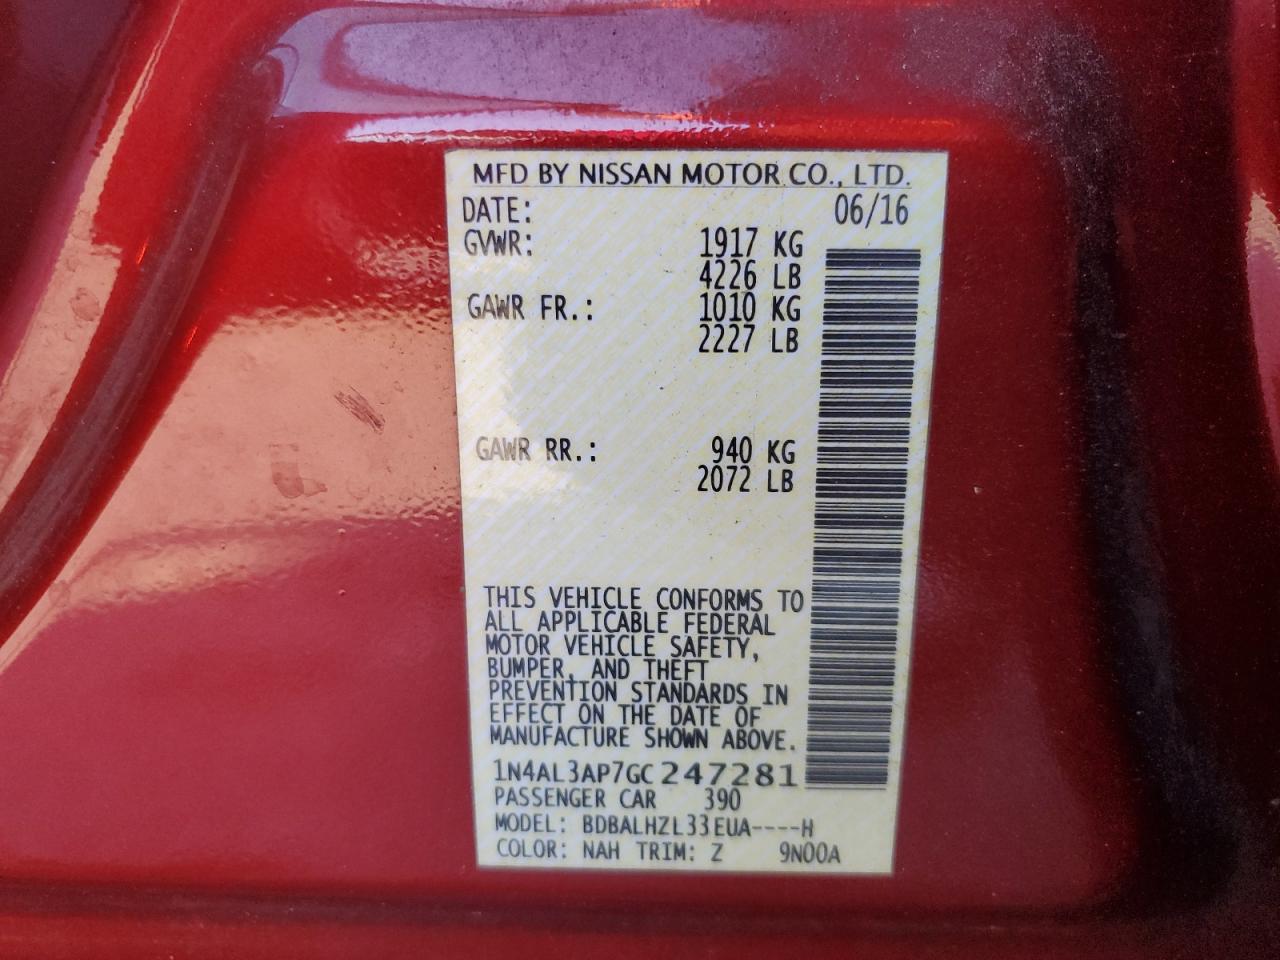 MFD BY NISSAN MOTOR CO., LTD.
DATE: 06/16
GVWR: 1917 KG
4226 LB
GAWR FR.: 1010 KG
2227 LB
GAWR RR.: 940 KG
2072 LB
THIS VEHICLE CONFORMS TO
ALL APPLICABLE FEDERAL
MOTOR VEHICLE SAFETY,
BUMPER, AND THEFT
PREVENTION STANDARDS IN
EFFECT ON THE DATE OF
MANUFACTURE SHOWN ABOVE.
1N4AL3AP7GC247281
PASSENGER CAR 390
MODEL: BDBALHZL33EUA----H
COLOR: NAH TRIM: Z 9N00A